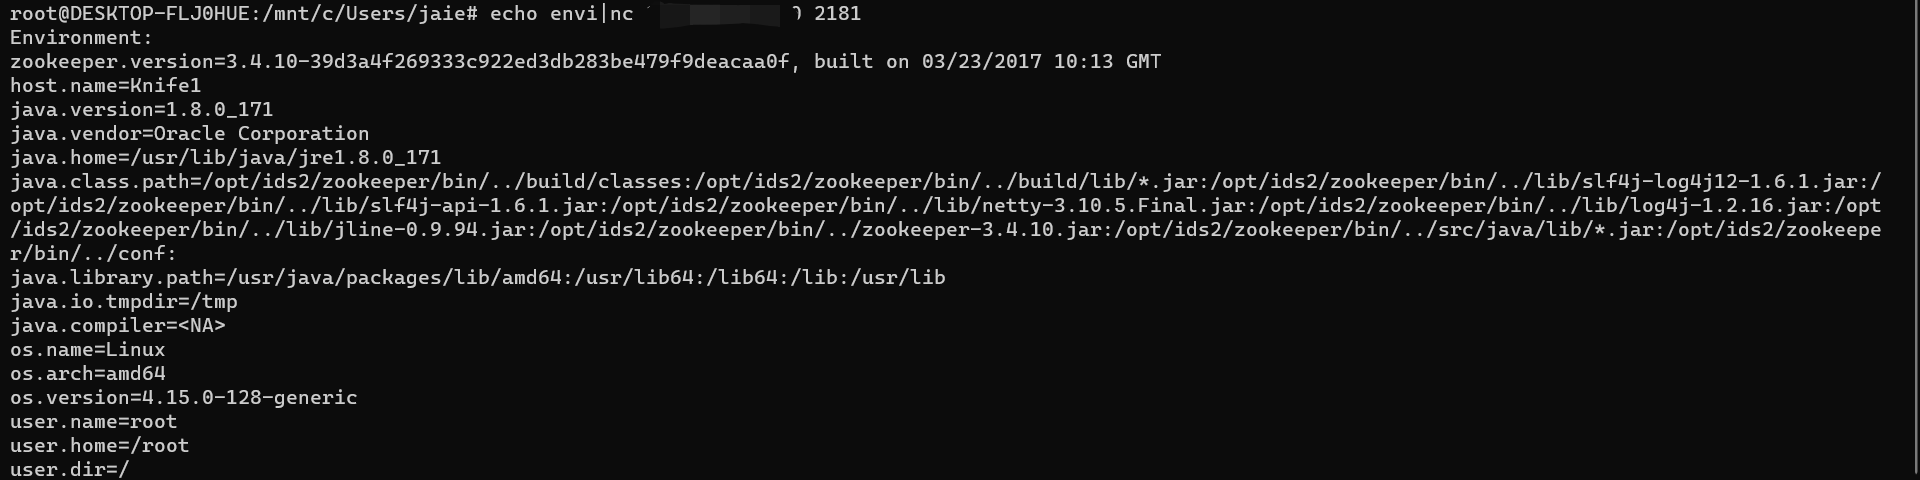 root@DESKTOP-FLJ0HUE:/mnt/c/Users/jaie# echo envi|nc 2181
Environment:
zookeeper.version=3.4.10-39d3a4f269333c922ed3db283be479f9deacaa0f, built on 03/23/2017 10:13 GMT
host.name=Knife1
java.version=1.8.0_171
java.vendor=Oracle Corporation
java.home=/usr/lib/java/jre1.8.0_171
java.class.path=/opt/ids2/zookeeper/bin/../build/classes:/opt/ids2/zookeeper/bin/../build/lib/*.jar:/opt/ids2/zookeeper/bin/../lib/slf4j-log4j12-1.6.1.jar:/
opt/ids2/zookeeper/bin/../lib/slf4j-api-1.6.1.jar:/opt/ids2/zookeeper/bin/../lib/netty-3.10.5.Final.jar:/opt/ids2/zookeeper/bin/../lib/log4j-1.2.16.jar:/opt
/ids2/zookeeper/bin/../lib/jline-0.9.94.jar:/opt/ids2/zookeeper/bin/../zookeeper-3.4.10.jar:/opt/ids2/zookeeper/bin/../src/java/lib/*.jar:/opt/ids2/zookeepe
r/bin/../conf:
java.library.path=/usr/java/packages/lib/amd64:/usr/lib64:/lib64:/lib:/usr/lib
java.io.tmpdir=/tmp
java.compiler=<NA>
os.name=Linux
os.arch=amd64
os.version=4.15.0-128-generic
user.name=root
user.home=/root
user.dir=/